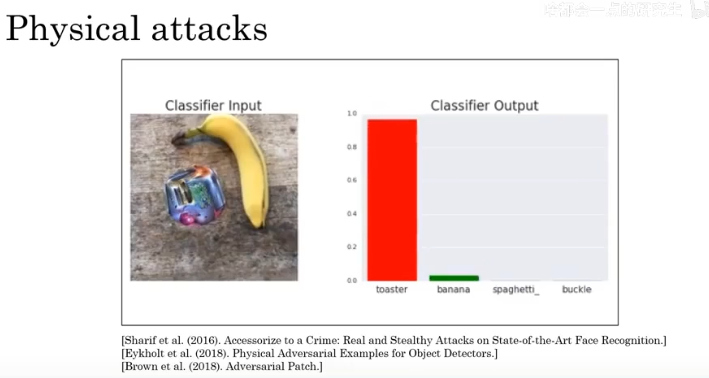 Physical attacks
Classifier Input
Classifier Output
1.0
0.8
0.6
0.4
0.2
0.0
toaster banana spaghetti_ buckle
[Sharif et al. (2016). Accessorize to a Crime: Real and Stealthy Attacks on State-of-the-Art Face Recognition.]
[Eykholt et al. (2018). Physical Adversarial Examples for Object Detectors.]
[Brown et al. (2018). Adversarial Patch.]